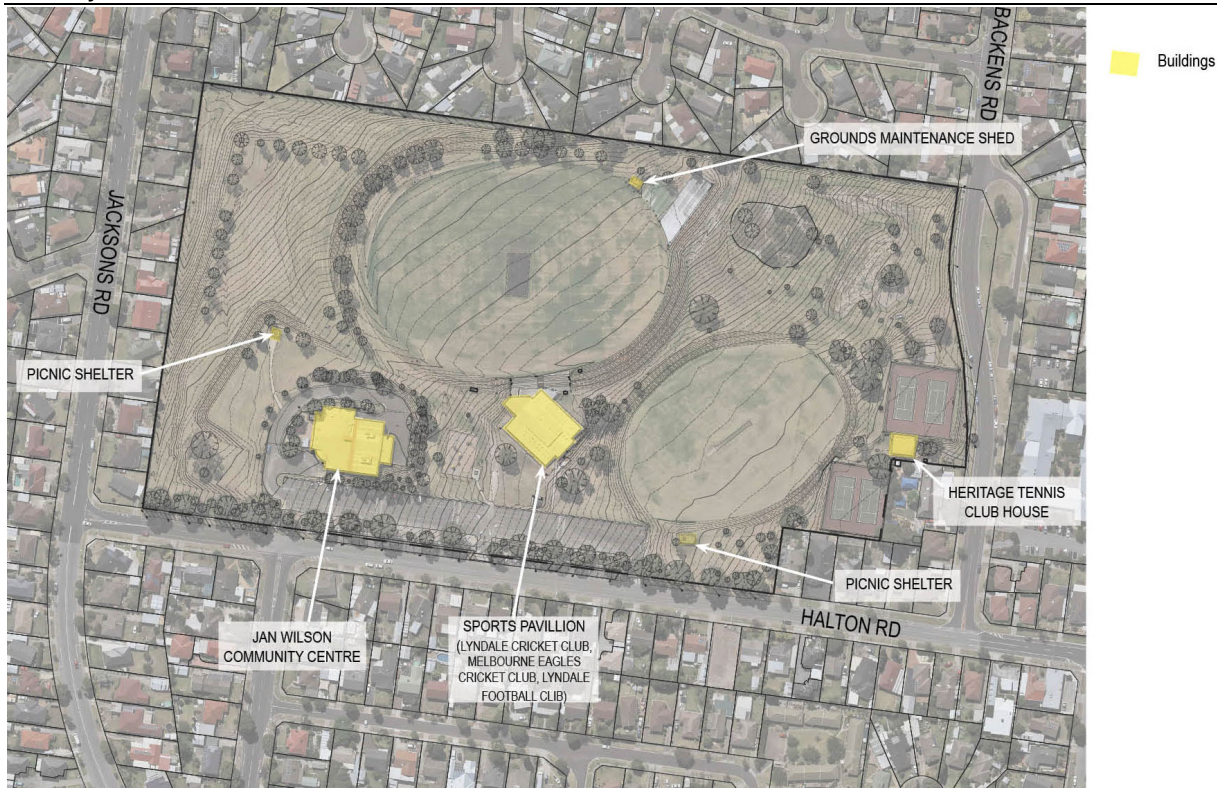 BACKENS RD
Buildings
GROUNDS MAINTENANCE SHED
JACKSONS RD
PICNIC SHELTER
HERITAGE TENNIS
CLUB HOUSE
PICNIC SHELTER
HALTON RD
JAN WILSON
COMMUNITY CENTRE
SPORTS PAVILLION
(LYNDALE CRICKET CLUB,
MELBOURNE EAGLES
CRICKET CLUB, LYNDALE
FOOTBALL CLIB)